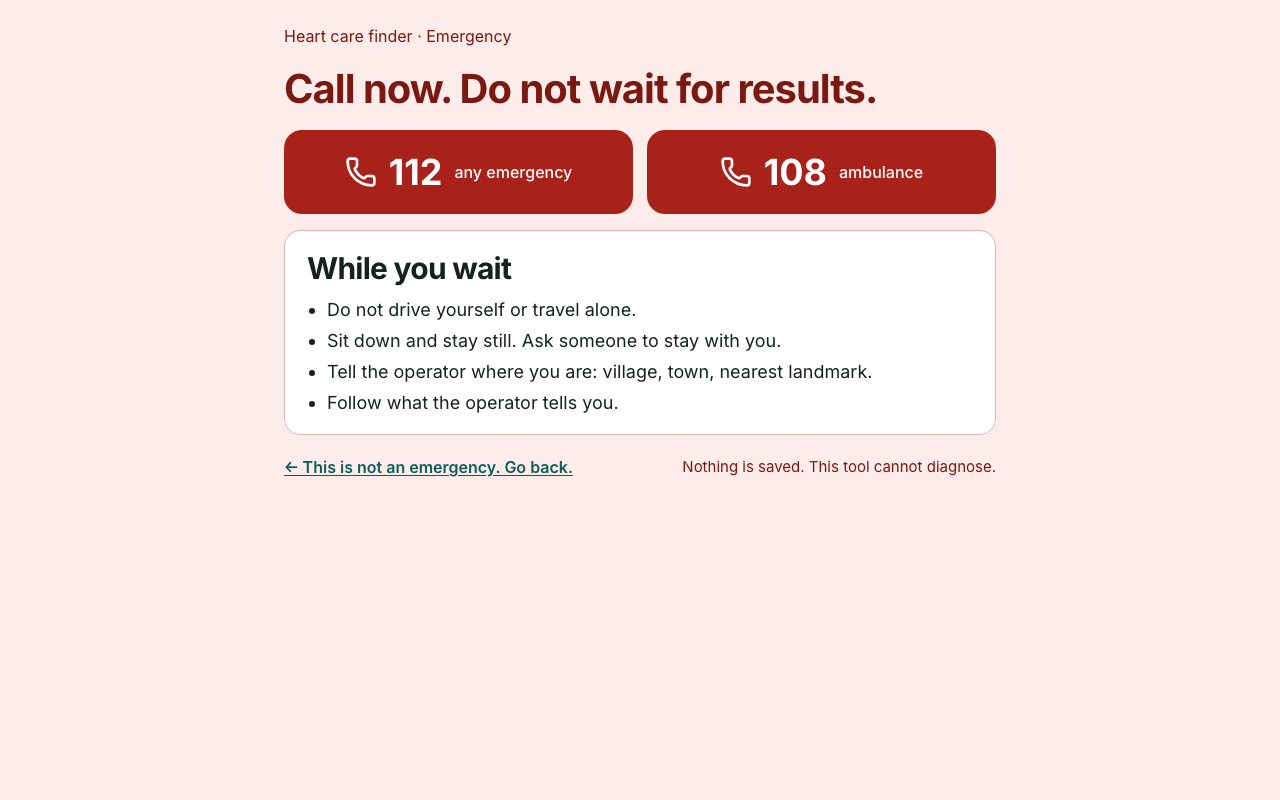 Heart care finder · Emergency
Call now. Do not wait for results.
112 any emergency
108 ambulance
While you wait
• Do not drive yourself or travel alone.
• Sit down and stay still. Ask someone to stay with you.
• Tell the operator where you are: village, town, nearest landmark.
• Follow what the operator tells you.
← This is not an emergency. Go back.
Nothing is saved. This tool cannot diagnose.